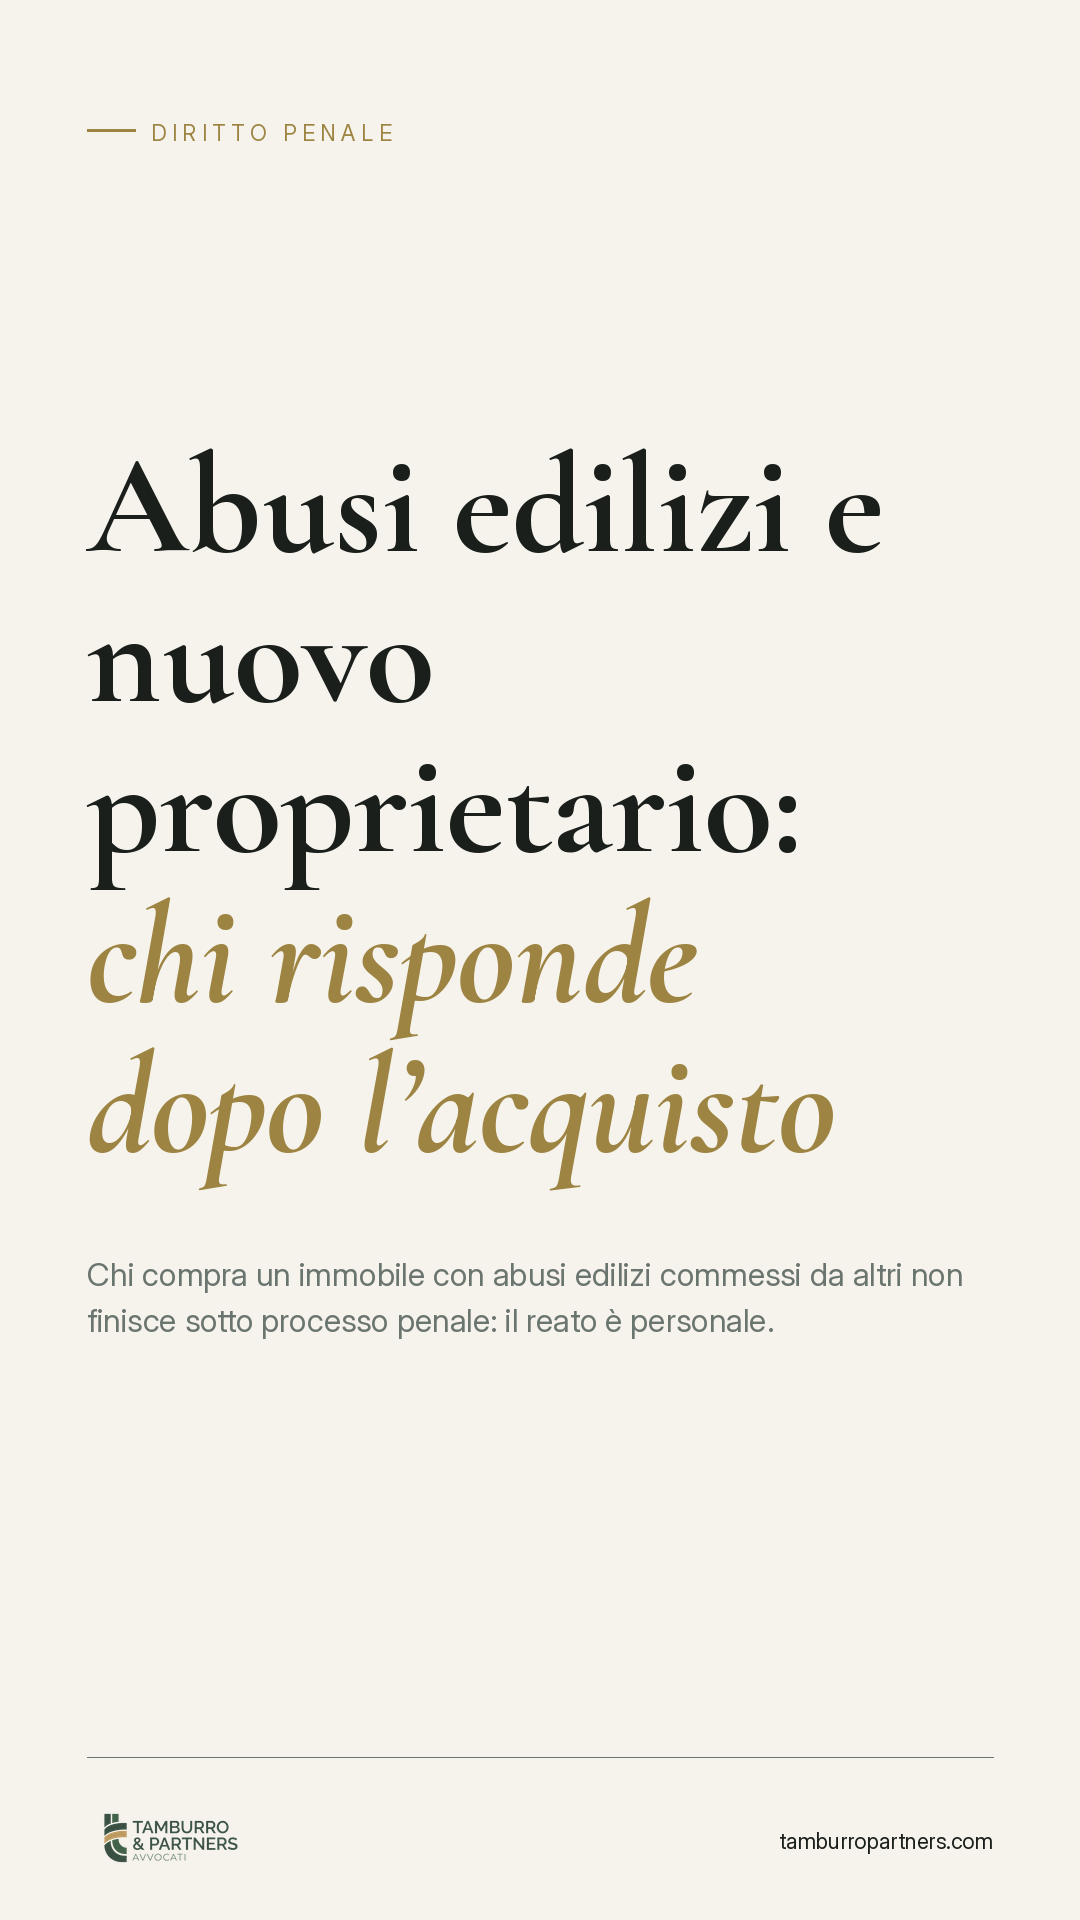 DIRITTO PENALE
Abusi edilizi e
nuovo
proprietario:
chi risponde
dopo l’acquisto
Chi compra un immobile con abusi edilizi commessi da altri non
finisce sotto processo penale: il reato è personale.
TAMBURRO
& PARTNERS
AVVOCATI
tamburropartners.com